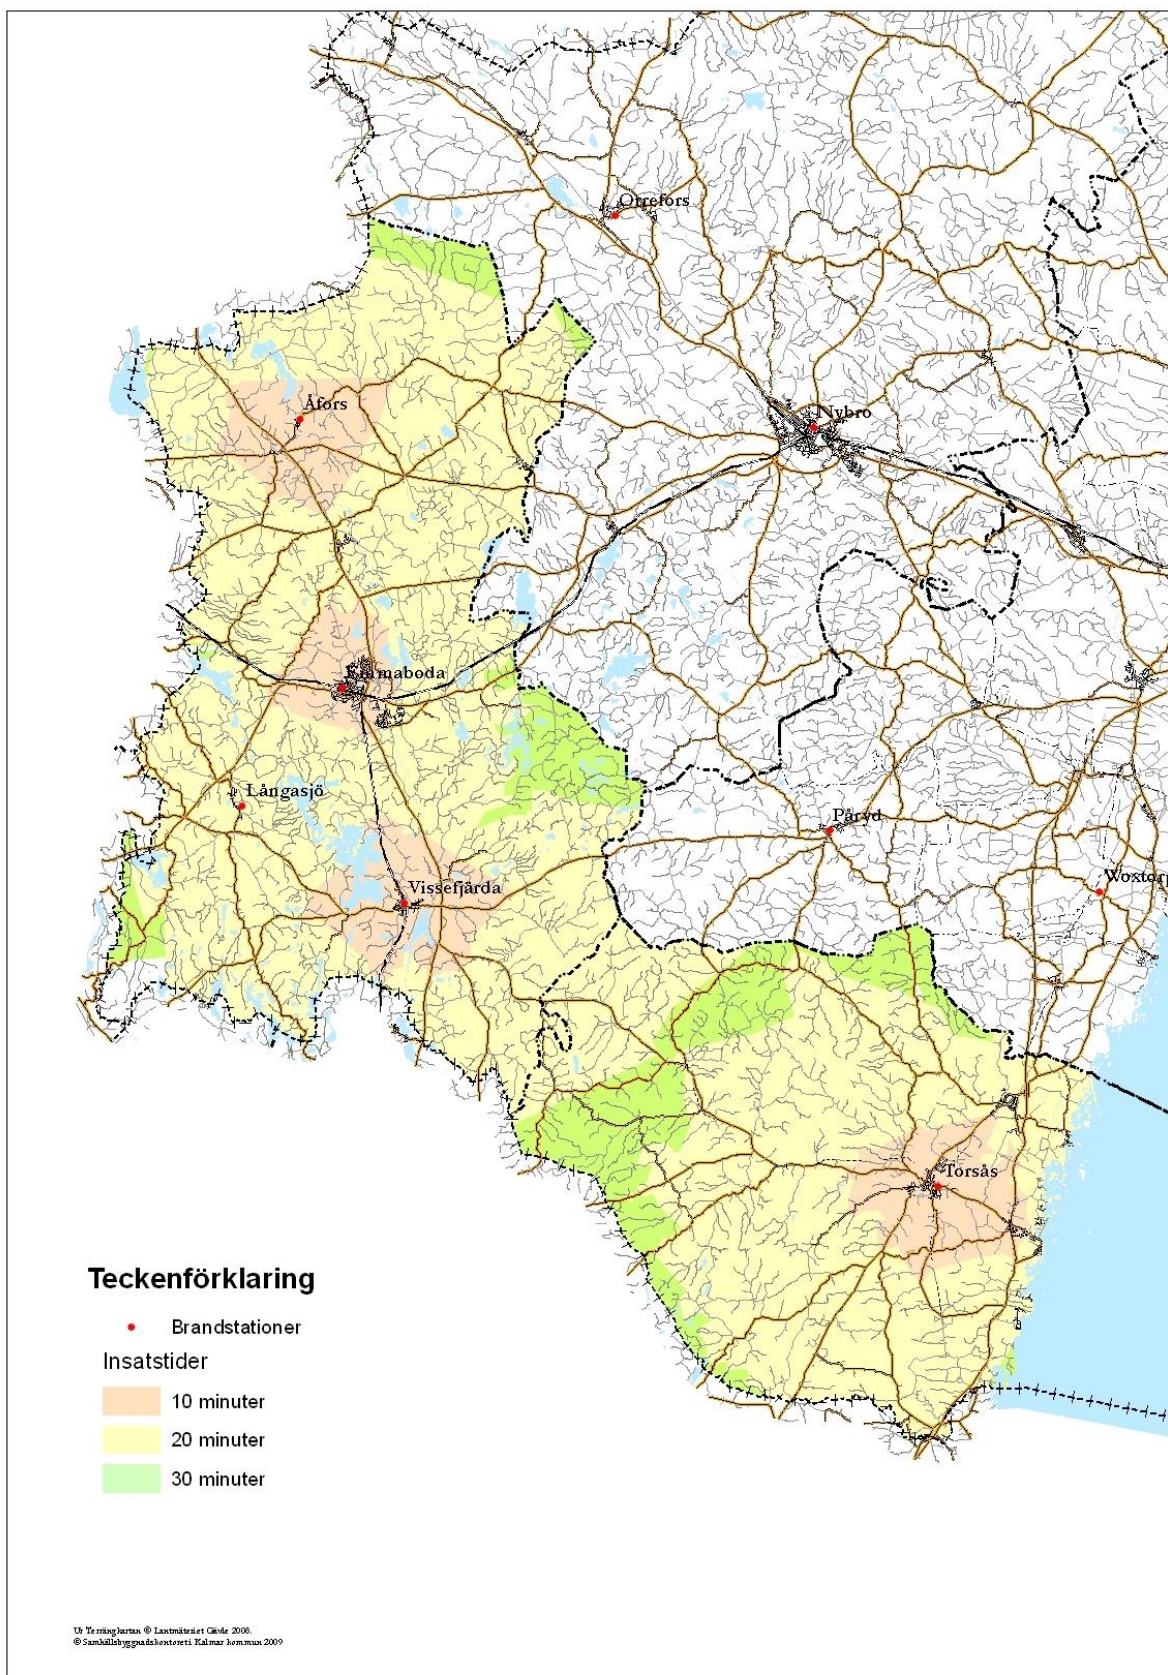 Orrefors
Åfors
Nybro
Emmaboda
Långasjö
Påryd
Vissefjärda
Woxtorp
Torsås
Teckenförklaring
Brandstationer
Insatstider
10 minuter
20 minuter
30 minuter
Ur Terrängkartan © Lantmäteriet Gävle 2008.
© Samhällsbyggnadskontoret i Kalmar kommun 2009